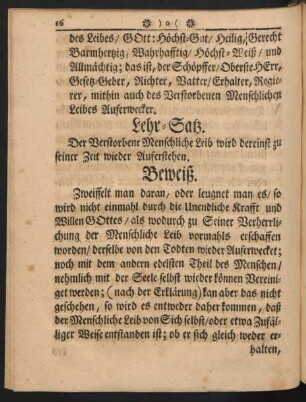 16 ❁ )o( ❁
des Leibes/ GOtt: Höchst-Gut/ Heilig, Gerecht
Barmhertzig/ Wahrhafftig/ Höchst-Weiß/ und
Allmächtig; das ist, der Schöpffer/ Oberste HErr,
Gesetz-Geber, Richter, Vatter/ Erhalter, Regie-
rer, mithin auch des Verstorbenen Menschlichen
Leibes Auferwecker.
Lehr-Satz.
Der Verstorbene Menschliche Leib wird dereinst zu
seiner Zeit wieder Auferstehen.
Beweiß.
Zweiffelt man daran/ oder leugnet man es/ so
wird nicht einmahl durch die Unendliche Krafft und
Willen GOttes/ als wodurch zu Seiner Verherrli-
chung der Menschliche Leib vormahls erschaffen
worden/ derselbe von den Todten wieder Auferwecket;
noch mit dem andern edelsten Theil des Menschen/
nehmlich mit der Seele selbst wieder können Vereini-
get werden; (nach der Erklärung) kan aber das nicht
geschehen, so wird es entweder daher kommen, daß
der Menschliche Leib von Sich selbst/ oder etwa Zufäl-
liger Weise entstanden ist; ob er sich gleich weder er-
halten,